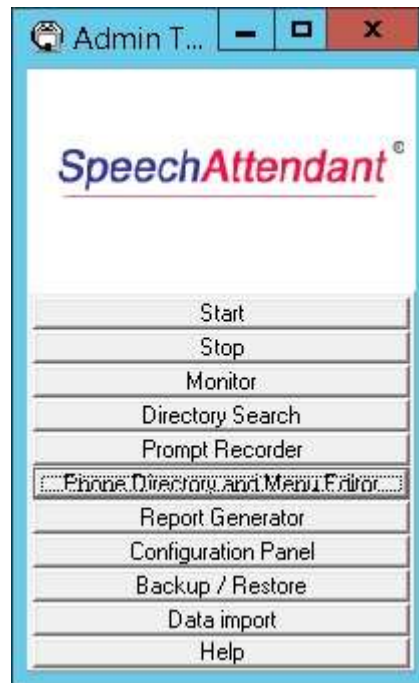 Admin T...
SpeechAttendant©
Start
Stop
Monitor
Directory Search
Prompt Recorder
Phone Directory and Menu Editor
Report Generator
Configuration Panel
Backup / Restore
Data import
Help